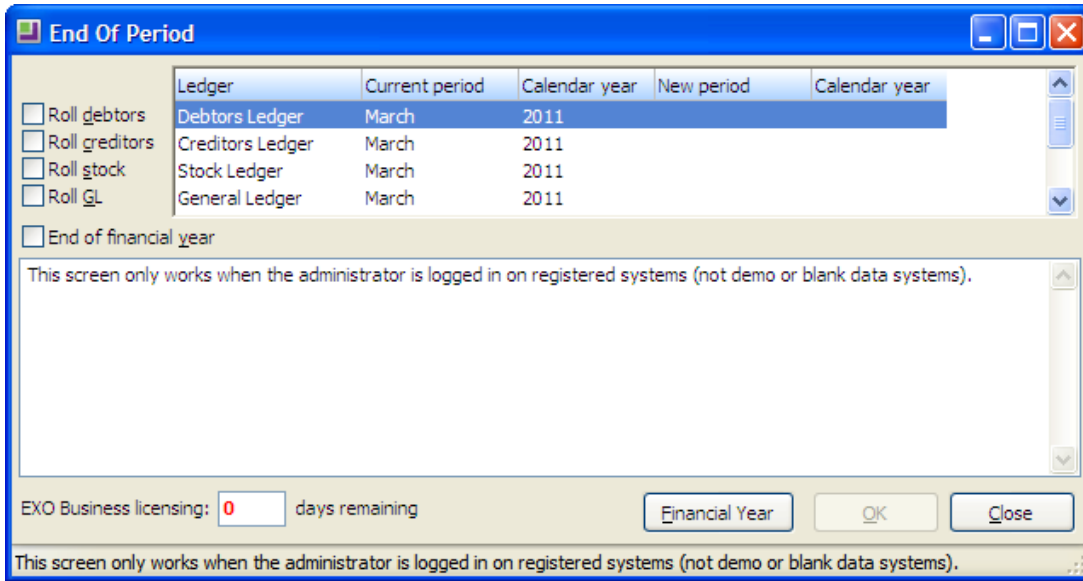 End Of Period
Ledger Current period Calendar year New period Calendar year
Roll debtors Debtors Ledger March 2011
Roll creditors Creditors Ledger March 2011
Roll stock Stock Ledger March 2011
Roll GL General Ledger March 2011
End of financial year
This screen only works when the administrator is logged in on registered systems (not demo or blank data systems).
EXO Business licensing: 0 days remaining Financial Year OK Close
This screen only works when the administrator is logged in on registered systems (not demo or blank data systems).